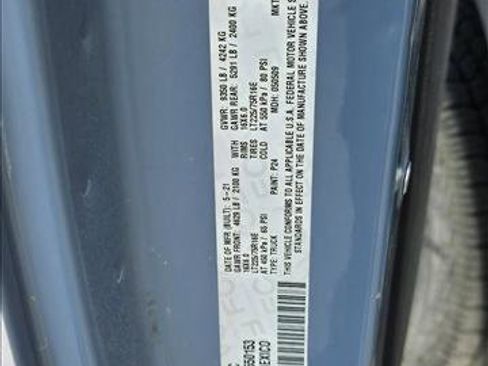 DATE OF MFR (BUILT): 5-21 GVWR: 9350 LB / 4242 KG
GAWR FRONT: 4629 LB / 2100 KG WITH GAWR REAR: 5291 LB / 2400 KG
16X6.0 RIMS 16X6.0
LT225/75R16E TIRES LT225/75R16E
AT 450 kPa / 65 PSI COLD AT 550 kPa / 80 PSI
TYPE: TRUCK PAINT: P24 MDH: 050509 MKT
THIS VEHICLE CONFORMS TO ALL APPLICABLE U.S.A. FEDERAL MOTOR VEHICLE S
STANDARDS IN EFFECT ON THE DATE OF MANUFACTURE SHOWN ABOVE.
550153
EXICO